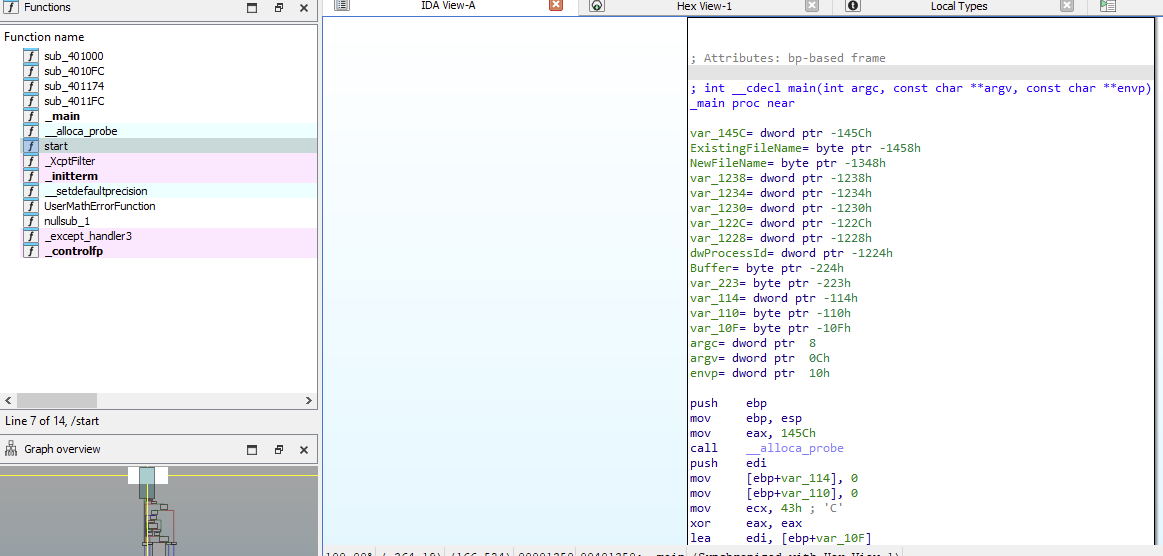 Functions
IDA View-A
Hex View-1
Local Types
Function name
f sub_401000
f sub_4010FC
f sub_401174
f sub_4011FC
f _main
f __alloca_probe
f start
f _XcptFilter
f _initterm
f __setdefaultprecision
f UserMathErrorFunction
f nullsub_1
f _except_handler3
f _controlfp
Line 7 of 14, /start
Graph overview
; Attributes: bp-based frame
; int __cdecl main(int argc, const char **argv, const char **envp)
_main proc near
var_145C= dword ptr -145Ch
ExistingFileName= byte ptr -1458h
NewFileName= byte ptr -1348h
var_1238= dword ptr -1238h
var_1234= dword ptr -1234h
var_1230= dword ptr -1230h
var_122C= dword ptr -122Ch
var_1228= dword ptr -1228h
dwProcessId= dword ptr -1224h
Buffer= byte ptr -224h
var_223= byte ptr -223h
var_114= dword ptr -114h
var_110= byte ptr -110h
var_10F= byte ptr -10Fh
argc= dword ptr 8
argv= dword ptr 0Ch
envp= dword ptr 10h
push ebp
mov ebp, esp
mov eax, 145Ch
call __alloca_probe
push edi
mov [ebp+var_114], 0
mov [ebp+var_110], 0
mov ecx, 43h ; 'C'
xor eax, eax
lea edi, [ebp+var_10F]